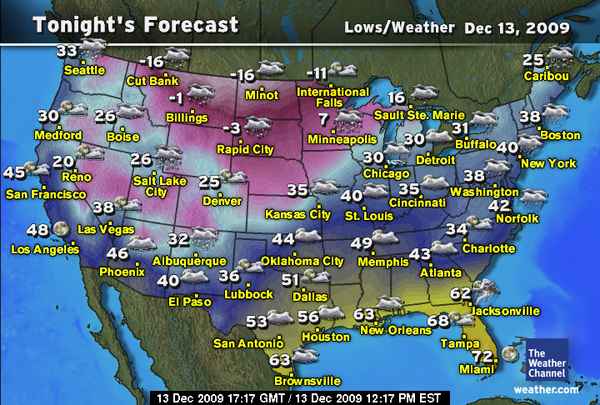 Tonight's Forecast
Lows/Weather Dec 13, 2009
33
Seattle
-16
Cut Bank
-16
Minot
-11
International
Falls
25
Caribou
-1
Billings
16
Sault Ste. Marie
30
Medford
26
Boise
-3
Rapid City
7
Minneapolis
30
Detroit
31
Buffalo
38
Boston
20
Reno
26
Salt Lake
City
25
Denver
30
Chicago
40
New York
45
San Francisco
35
Kansas City
40
St. Louis
35
Cincinnati
38
Washington
42
Norfolk
38
Las Vegas
48
Los Angeles
46
Phoenix
32
Albuquerque
44
Oklahoma City
49
Memphis
43
Atlanta
34
Charlotte
40
El Paso
36
Lubbock
51
Dallas
62
Jacksonville
53
San Antonio
56
Houston
63
New Orleans
68
Tampa
63
Brownsville
72
Miami
The
Weather
Channel
weather.com
13 Dec 2009 17:17 GMT / 13 Dec 2009 12:17 PM EST